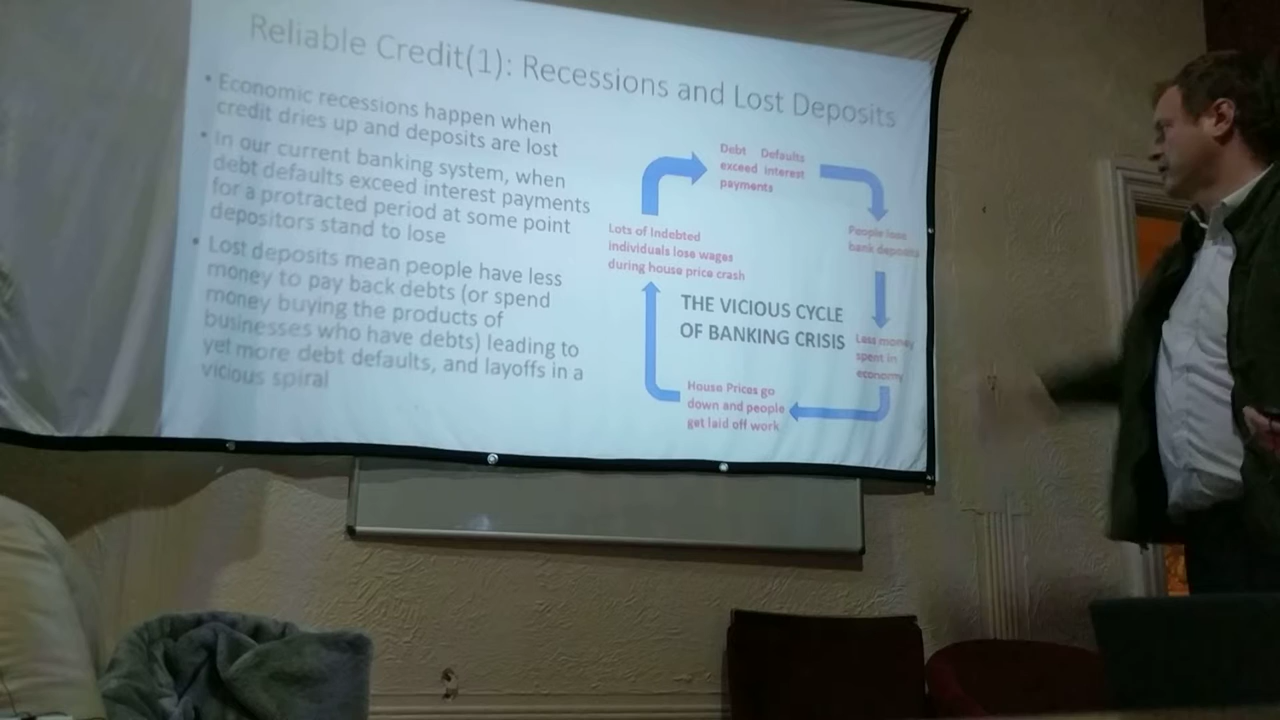 Reliable Credit(1): Recessions and Lost Deposits
• Economic recessions happen when
credit dries up and deposits are lost
• In our current banking system, when
debt defaults exceed interest payments
for a protracted period at some point
depositors stand to lose
• Lost deposits mean people have less
money to pay back debts (or spend
money buying the products of
businesses who have debts) leading to
yet more debt defaults, and layoffs in a
vicious spiral
Debt Defaults
exceed interest
payments
People lose
bank deposits
Less money
spent in
economy
House Prices go
down and people
get laid off work
Lots of Indebted
individuals lose wages
during house price crash
THE VICIOUS CYCLE
OF BANKING CRISIS